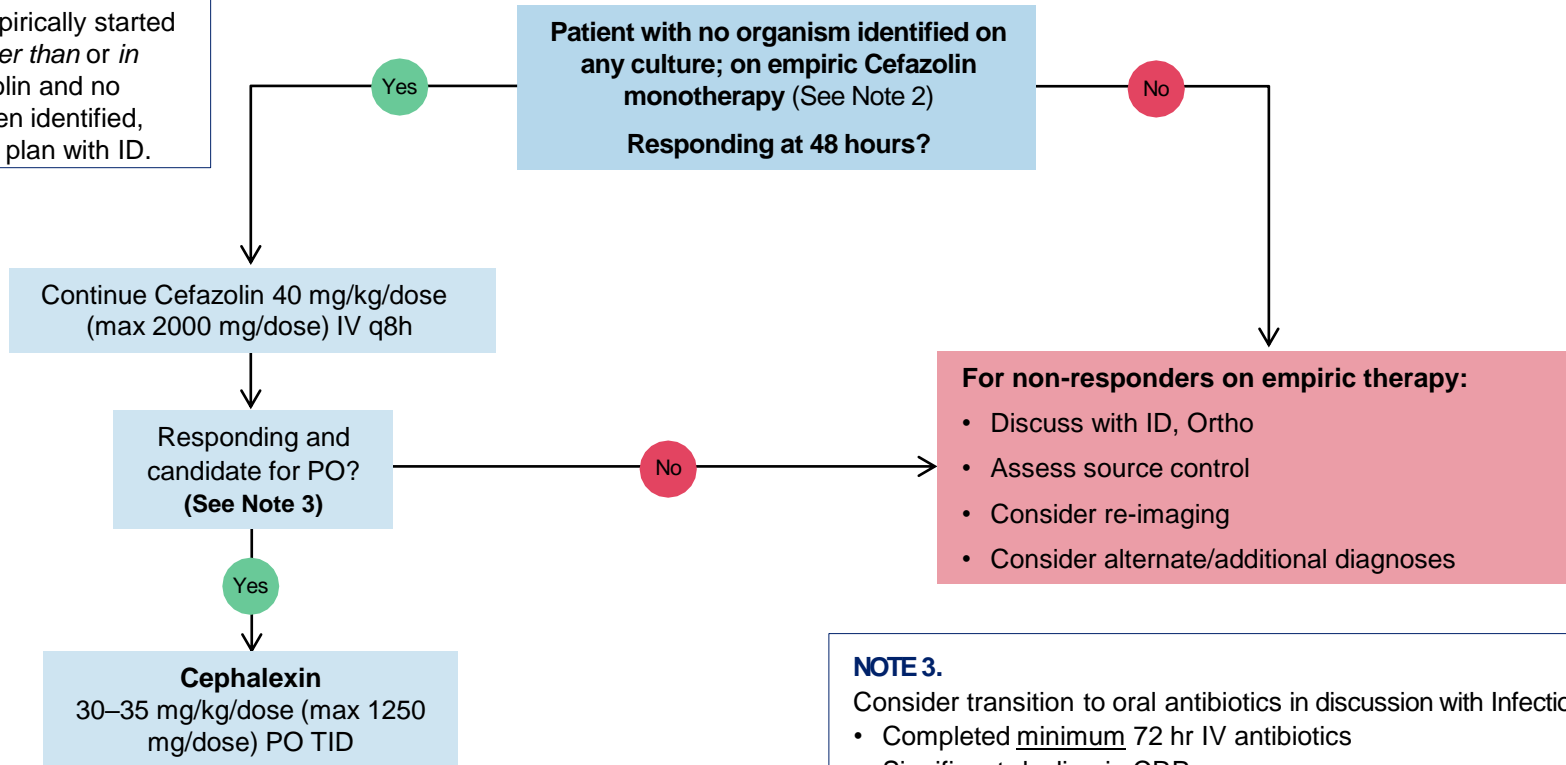 pirically started
er than or in
olin and no
en identified,
plan with ID.
Patient with no organism identified on
any culture; on empiric Cefazolin
monotherapy (See Note 2)
Responding at 48 hours?
Yes
No
Continue Cefazolin 40 mg/kg/dose
(max 2000 mg/dose) IV q8h
Responding and
candidate for PO?
(See Note 3)
No
For non-responders on empiric therapy:
• Discuss with ID, Ortho
• Assess source control
• Consider re-imaging
• Consider alternate/additional diagnoses
Yes
Cephalexin
30–35 mg/kg/dose (max 1250
mg/dose) PO TID
NOTE 3.
Consider transition to oral antibiotics in discussion with Infectio
• Completed minimum 72 hr IV antibiotics